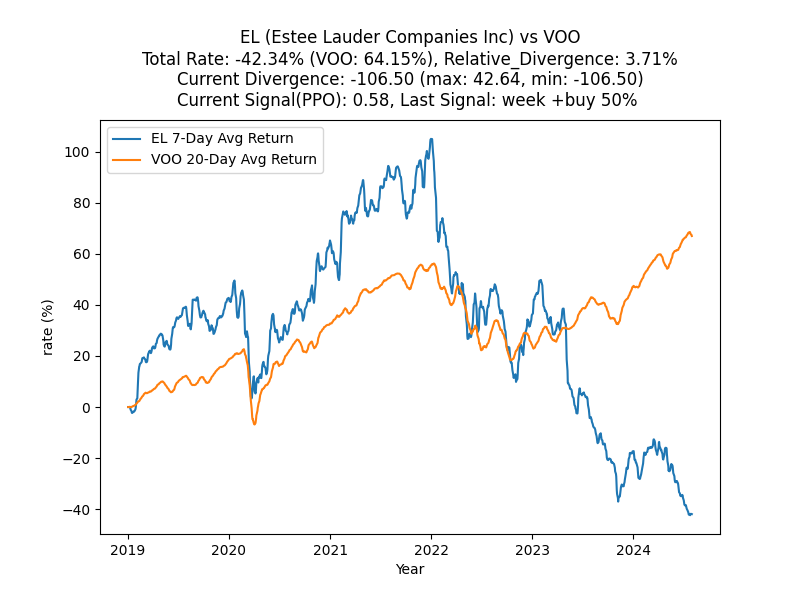 EL (Estee Lauder Companies Inc) vs VOO
Total Rate: -42.34% (VOO: 64.15%), Relative_Divergence: 3.71%
Current Divergence: -106.50 (max: 42.64, min: -106.50)
Current Signal(PPO): 0.58, Last Signal: week +buy 50%
EL 7-Day Avg Return
VOO 20-Day Avg Return
rate (%)
100
80
60
40
20
0
−20
−40
2019 2020 2021 2022 2023 2024
Year